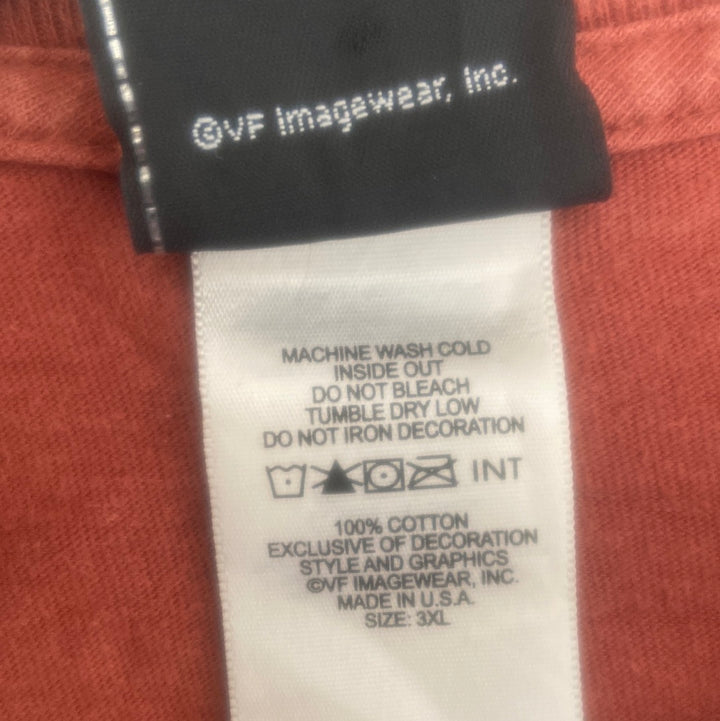 ©VF Imagewear, Inc.
MACHINE WASH COLD
INSIDE OUT
DO NOT BLEACH
TUMBLE DRY LOW
DO NOT IRON DECORATION
INT
100% COTTON
EXCLUSIVE OF DECORATION
STYLE AND GRAPHICS
©VF IMAGEWEAR, INC.
MADE IN U.S.A.
SIZE: 3XL